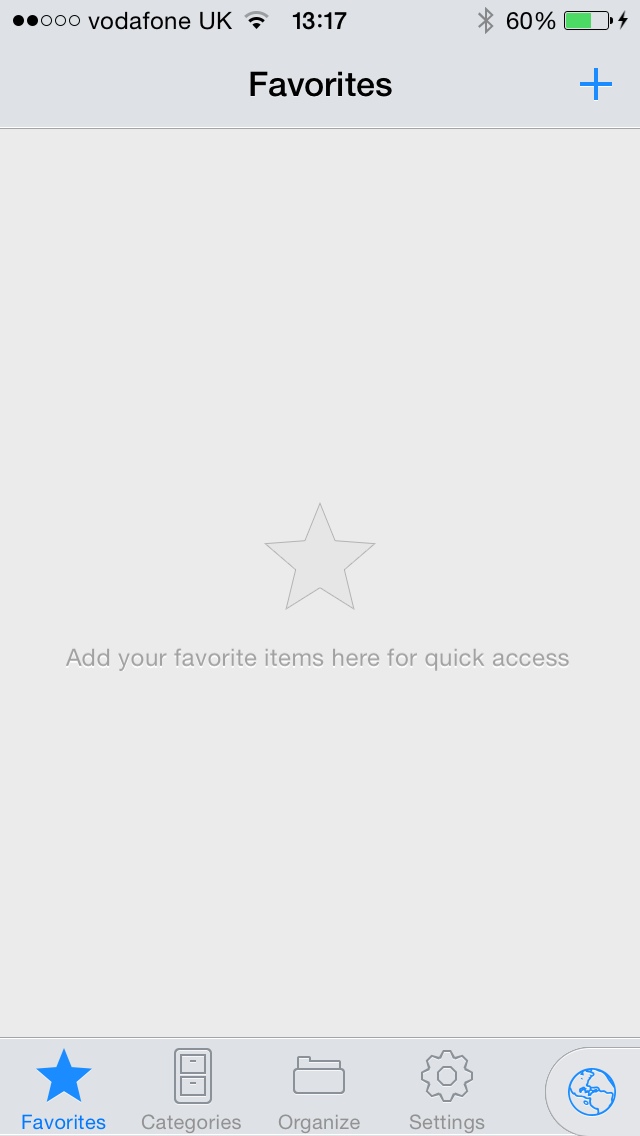 vodafone UK 13:17 60%
Favorites
Add your favorite items here for quick access
Favorites Categories Organize Settings